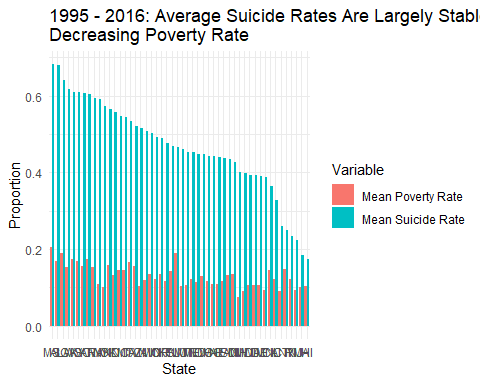 1995 - 2016: Average Suicide Rates Are Largely Stable
Decreasing Poverty Rate
Proportion
0.6
0.4
0.2
0.0
State
Variable
Mean Poverty Rate
Mean Suicide Rate